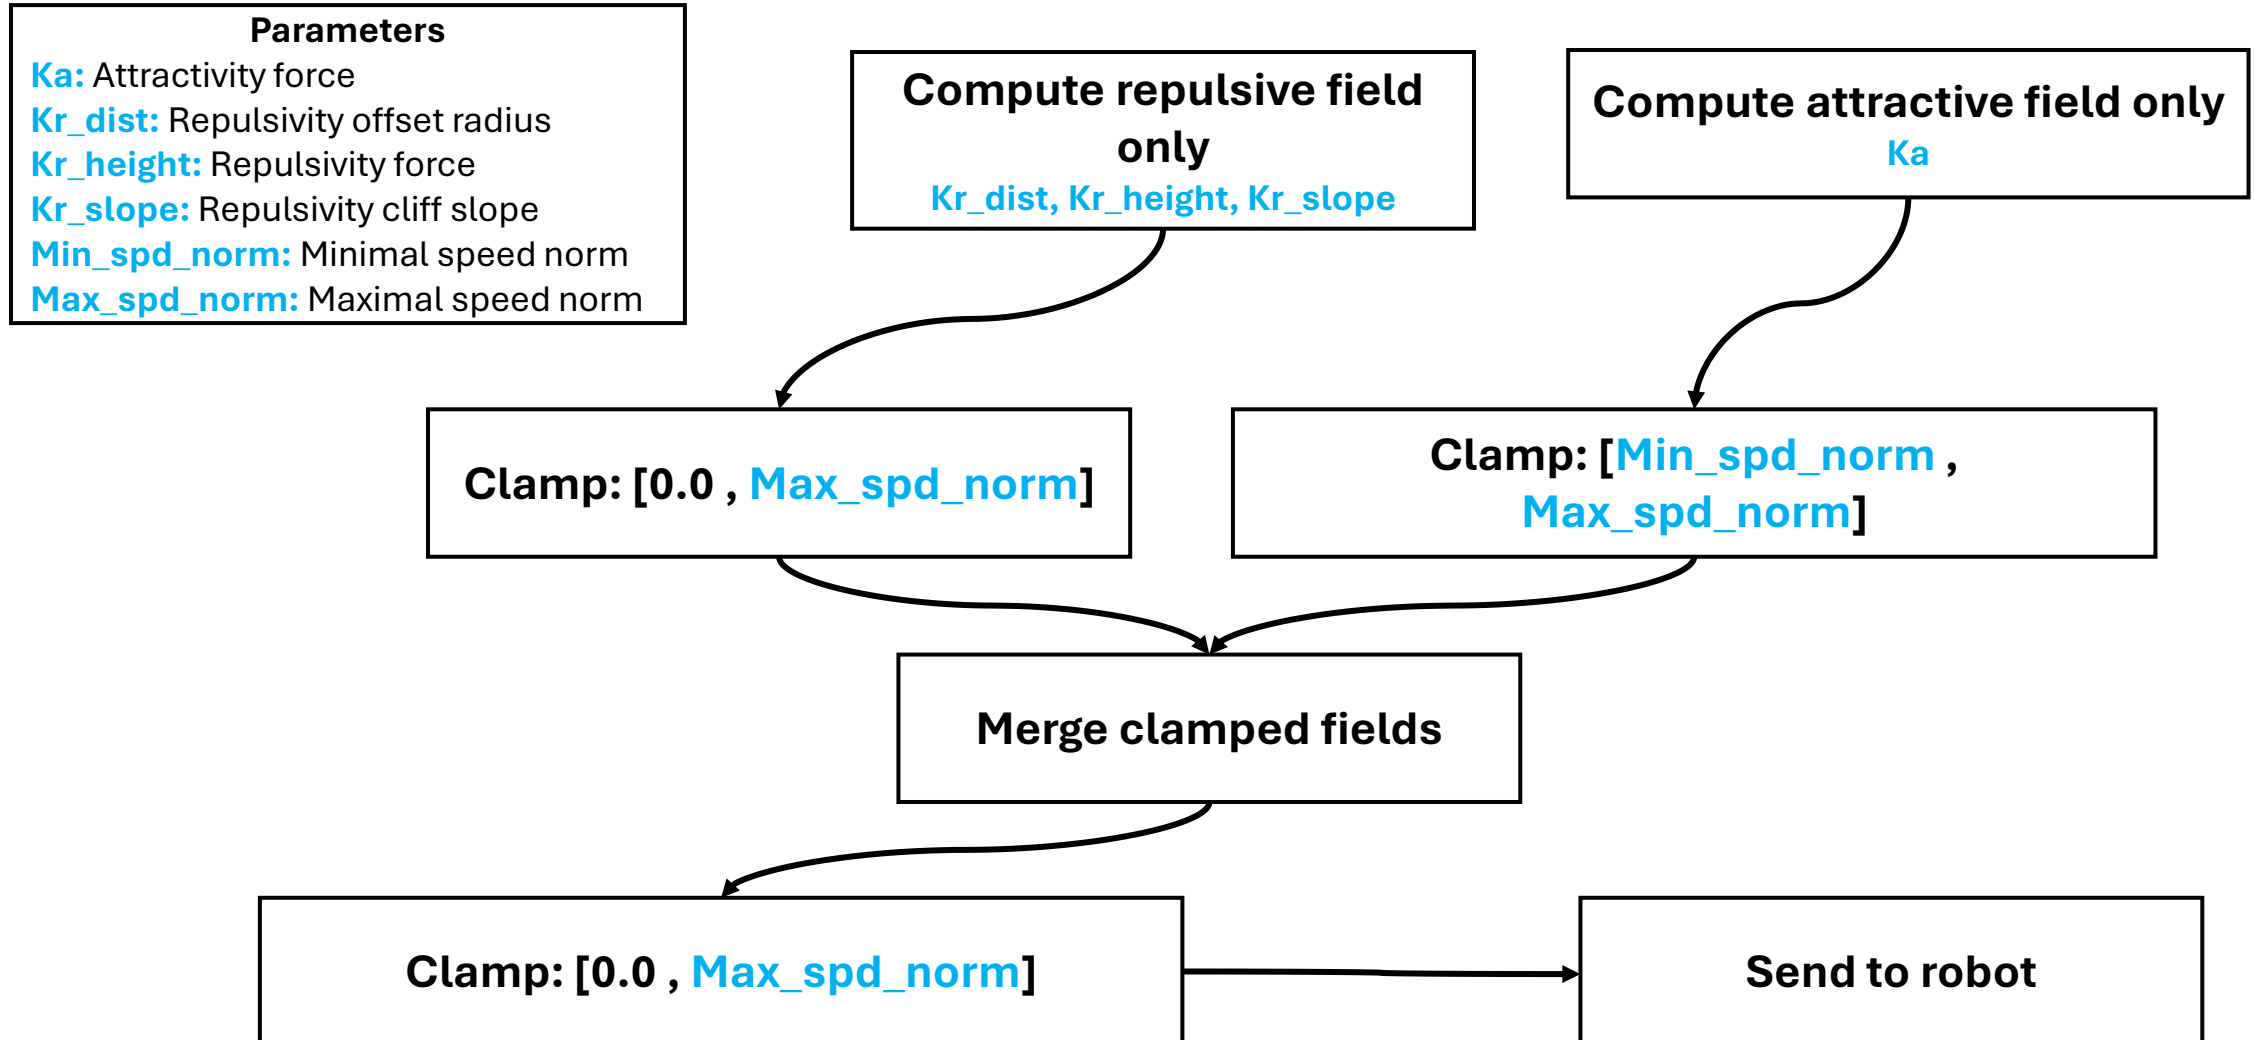 Parameters
Ka: Attractivity force
Kr_dist: Repulsivity offset radius
Kr_height: Repulsivity force
Kr_slope: Repulsivity cliff slope
Min_spd_norm: Minimal speed norm
Max_spd_norm: Maximal speed norm
Compute repulsive field
only
Kr_dist, Kr_height, Kr_slope
Compute attractive field only
Ka
Clamp: [0.0 , Max_spd_norm]
Clamp: [Min_spd_norm ,
Max_spd_norm]
Merge clamped fields
Clamp: [0.0 , Max_spd_norm]
Send to robot